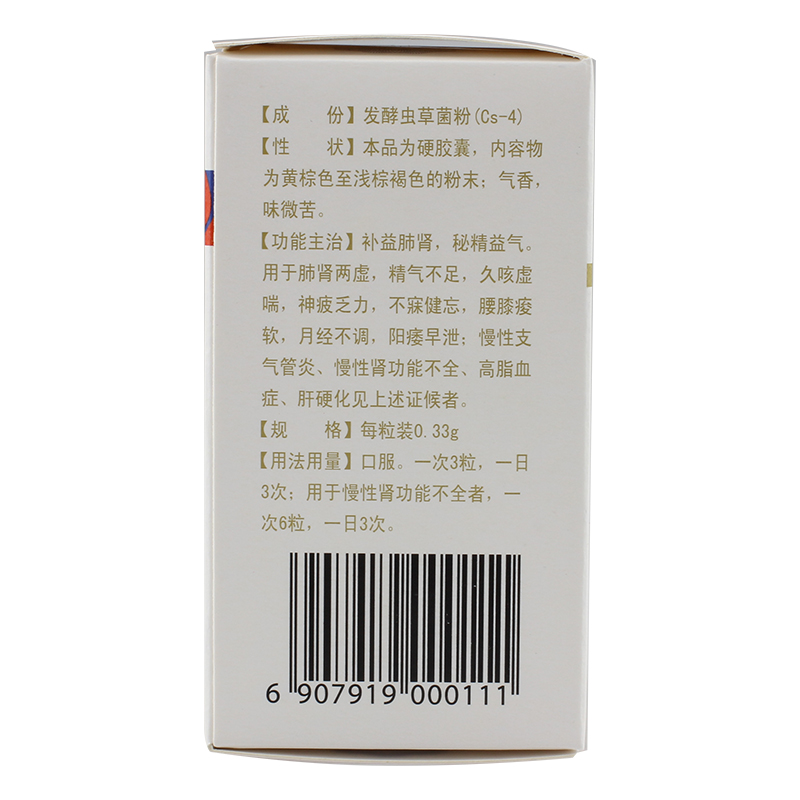 【成　份】发酵虫草菌粉(Cs-4)
【性　状】本品为硬胶囊，内容物
为黄棕色至浅棕褐色的粉末；气香，
味微苦。
【功能主治】补益肺肾，秘精益气。
用于肺肾两虚，精气不足，久咳虚
喘，神疲乏力，不寐健忘，腰膝痠
软，月经不调，阳痿早泄；慢性支
气管炎、慢性肾功能不全、高脂血
症、肝硬化见上述证候者。
【规　格】每粒装0.33g
【用法用量】口服。一次3粒，一日
3次；用于慢性肾功能不全者，一
次6粒，一日3次。
6 907919 000111